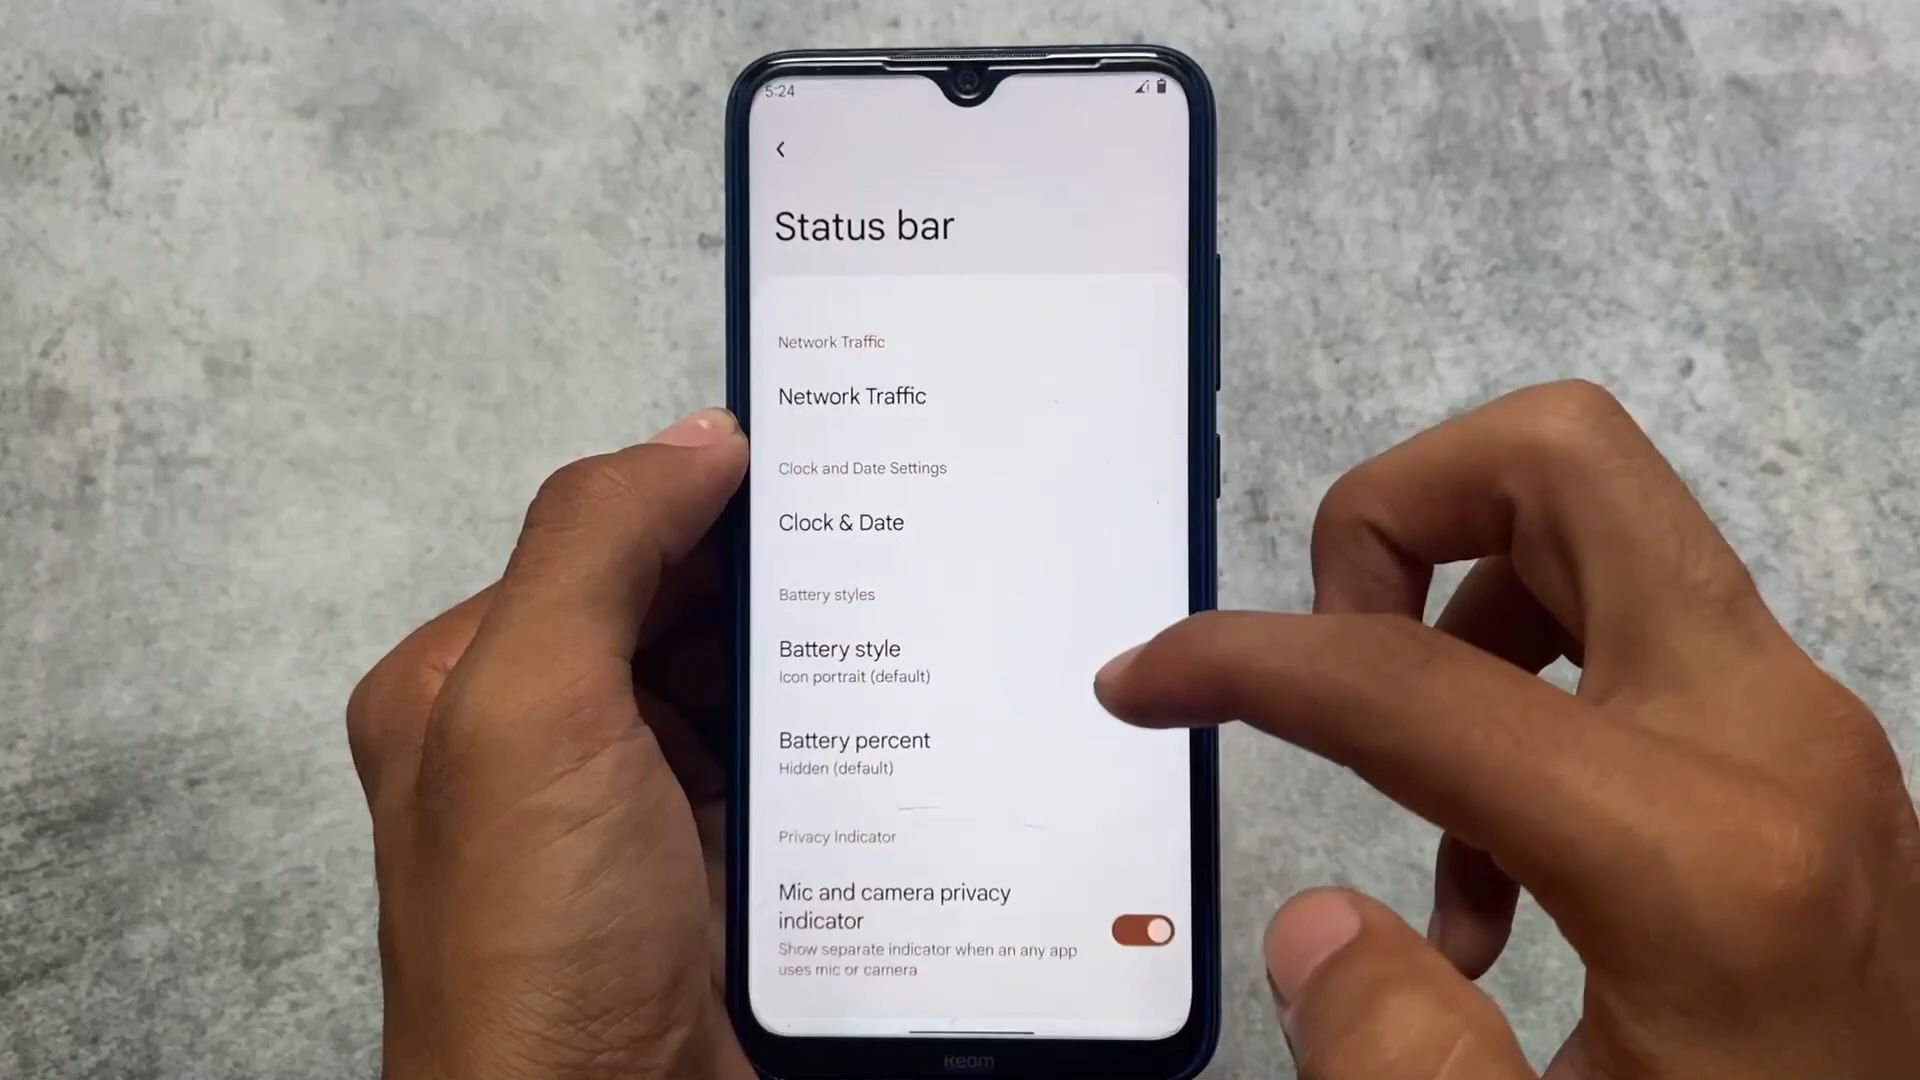 5:24
Status bar
Network Traffic
Network Traffic
Clock and Date Settings
Clock & Date
Battery styles
Battery style
Icon portrait (default)
Battery percent
Hidden (default)
Privacy Indicator
Mic and camera privacy
indicator
Show separate indicator when an any app
uses mic or camera